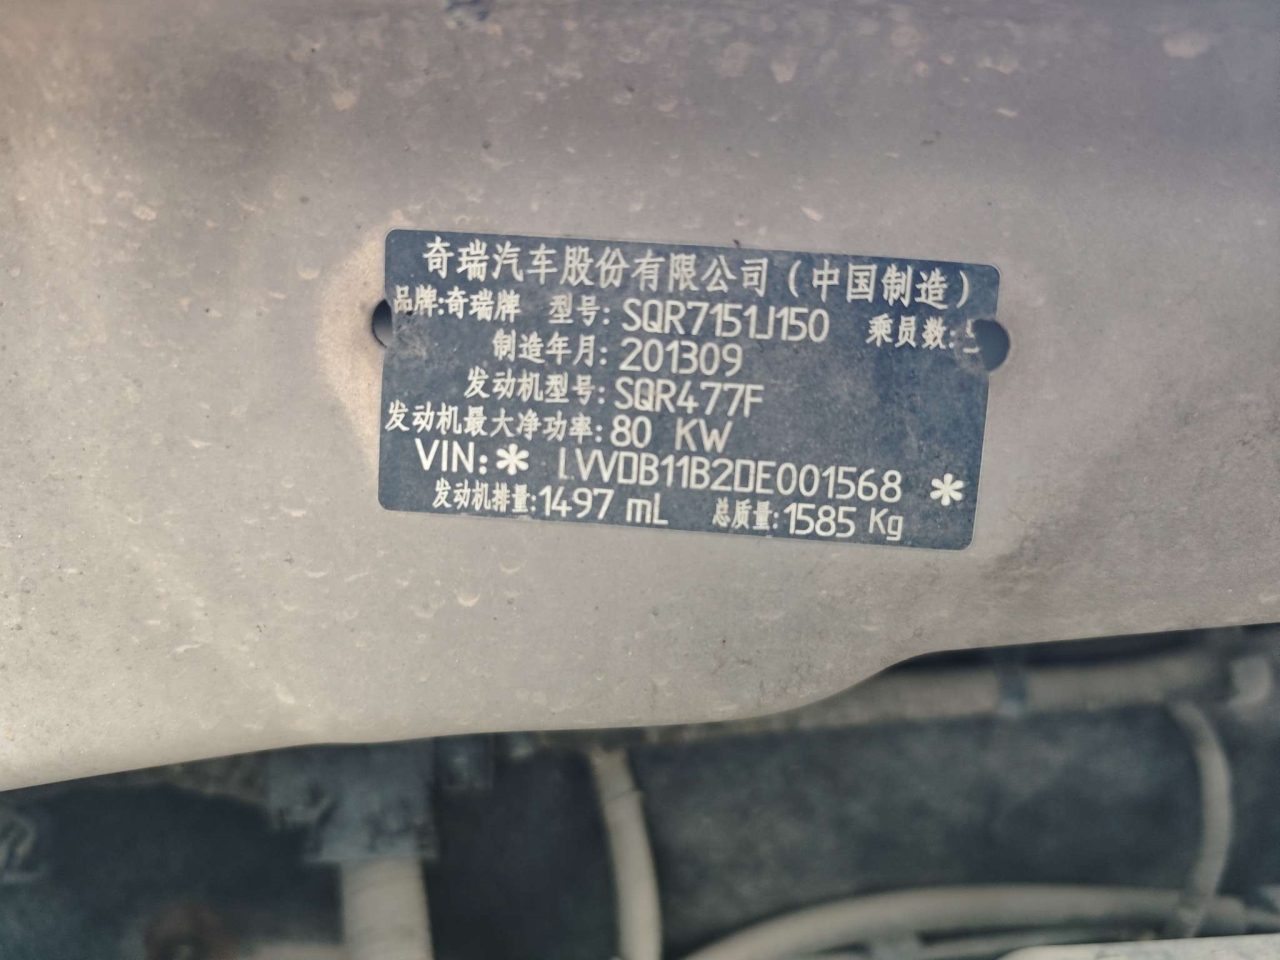 奇瑞汽车股份有限公司（中国制造）
品牌:奇瑞牌 型号: SQR7151J150 乘员数: 5
制造年月: 201309
发动机型号: SQR477F
发动机最大净功率: 80 KW
VIN: * LVVDB11B2DE001568 *
发动机排量:1497 mL 总质量:1585 Kg